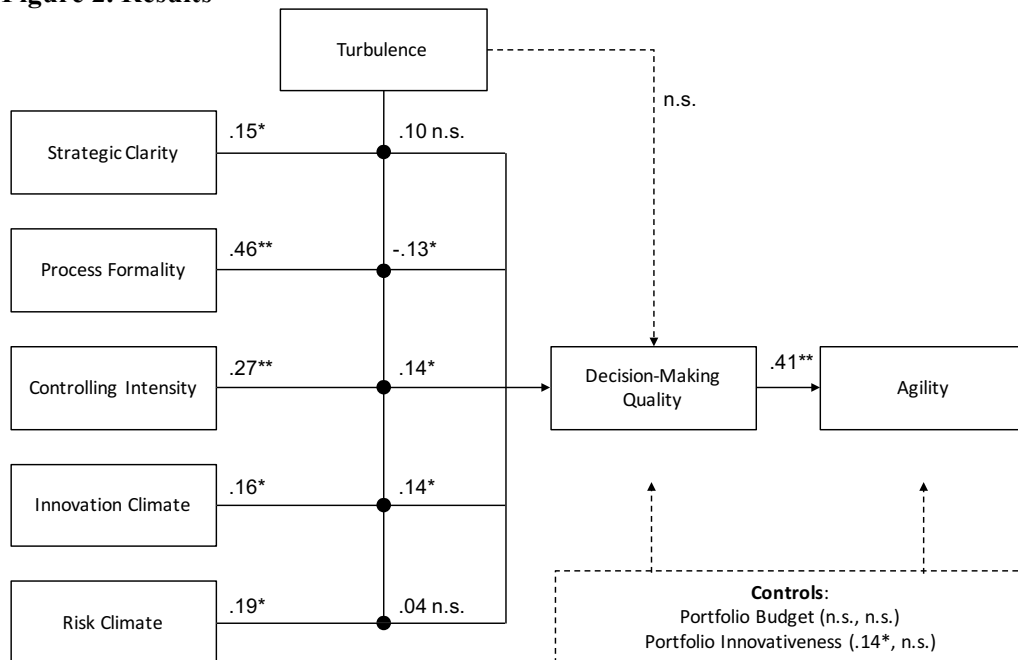 Figure 2: Results
Turbulence
n.s.
.15*
.10 n.s.
Strategic Clarity
.46**
-.13*
Process Formality
.27**
.14*
Controlling Intensity
Decision-Making
Quality
.41**
Agility
.16*
.14*
Innovation Climate
.19*
.04 n.s.
Risk Climate
Controls:
Portfolio Budget (n.s., n.s.)
Portfolio Innovativeness (.14*, n.s.)